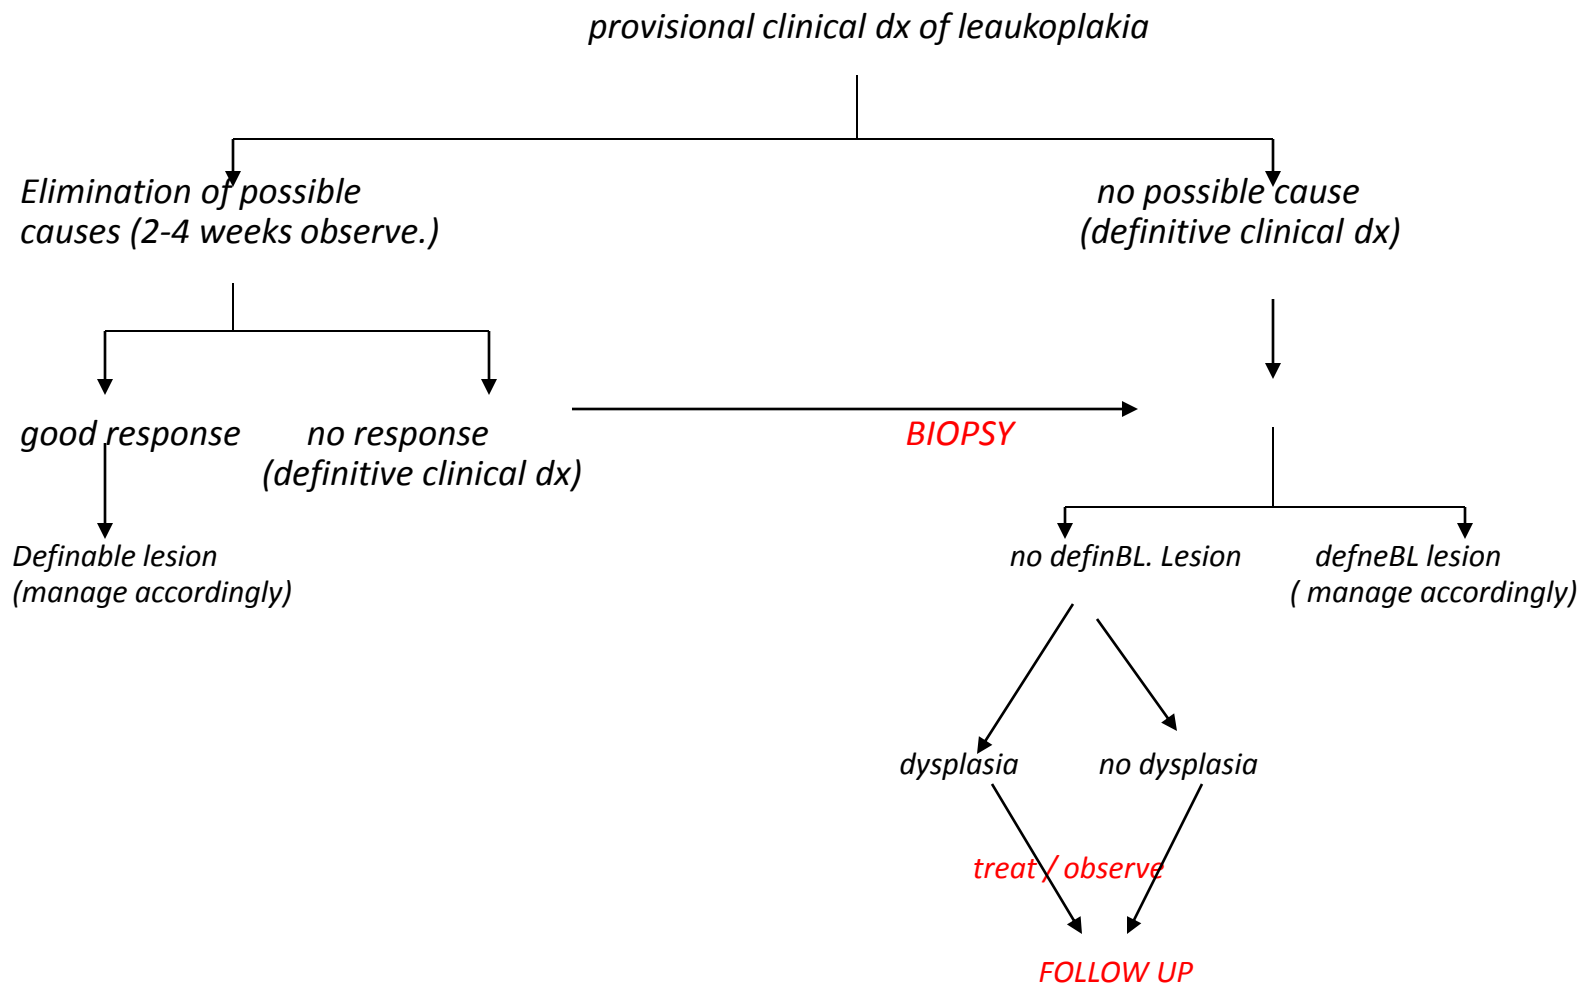 provisional clinical dx of leaukoplakia
Elimination of possible
causes (2-4 weeks observe.)
no possible cause
(definitive clinical dx)
good response
no response
(definitive clinical dx)
BIOPSY
Definable lesion
(manage accordingly)
no definBL. Lesion
defneBL lesion
( manage accordingly)
dysplasia
no dysplasia
treat / observe
FOLLOW UP